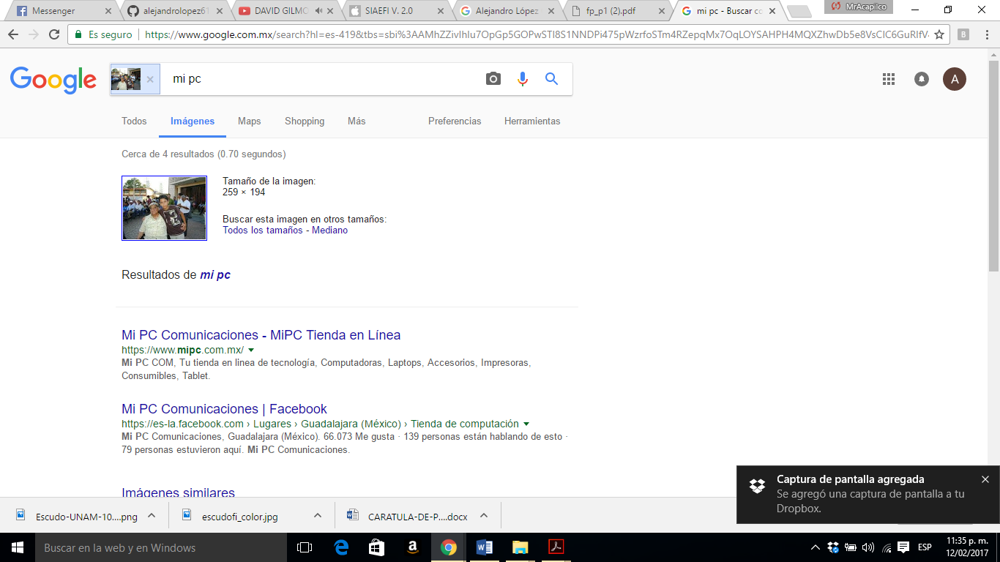 Messenger
alejandrolopez61
DAVID GILMO
SIAEFI V. 2.0
Alejandro López
fp_p1 (2).pdf
mi pc - Buscar co
MrAcapilco
Es seguro
https://www.google.com.mx/search?hl=es-419&tbs=sbi%3AAMhZZivIhlu7OpGp5GOPwSTI8S1NNDPi475pWzrfoSTm4RZepqMx7OqLOYSAHPH4MQXZhwDb5e8VsCIC6GuRIfV
B
Google
mi pc
A
Todos
Imágenes
Maps
Shopping
Más
Preferencias
Herramientas
Cerca de 4 resultados (0.70 segundos)
Tamaño de la imagen:
259 × 194
Buscar esta imagen en otros tamaños:
Todos los tamaños - Mediano
Resultados de mi pc
Mi PC Comunicaciones - MiPC Tienda en Línea
https://www.mipc.com.mx/
Mi PC COM, Tu tienda en linea de tecnología, Computadoras, Laptops, Accesorios, Impresoras,
Consumibles, Tablet.
Mi PC Comunicaciones | Facebook
https://es-la.facebook.com › Lugares › Guadalajara (México) › Tienda de computación
Mi PC Comunicaciones, Guadalajara (México). 66.073 Me gusta · 139 personas están hablando de esto ·
79 personas estuvieron aquí. Mi PC Comunicaciones.
Imágenes similares
Captura de pantalla agregada
Se agregó una captura de pantalla a tu
Dropbox.
Escudo-UNAM-10....png
escudofi_color.jpg
CARATULA-DE-P....docx
Buscar en la web y en Windows
ESP
11:35 p. m.
12/02/2017